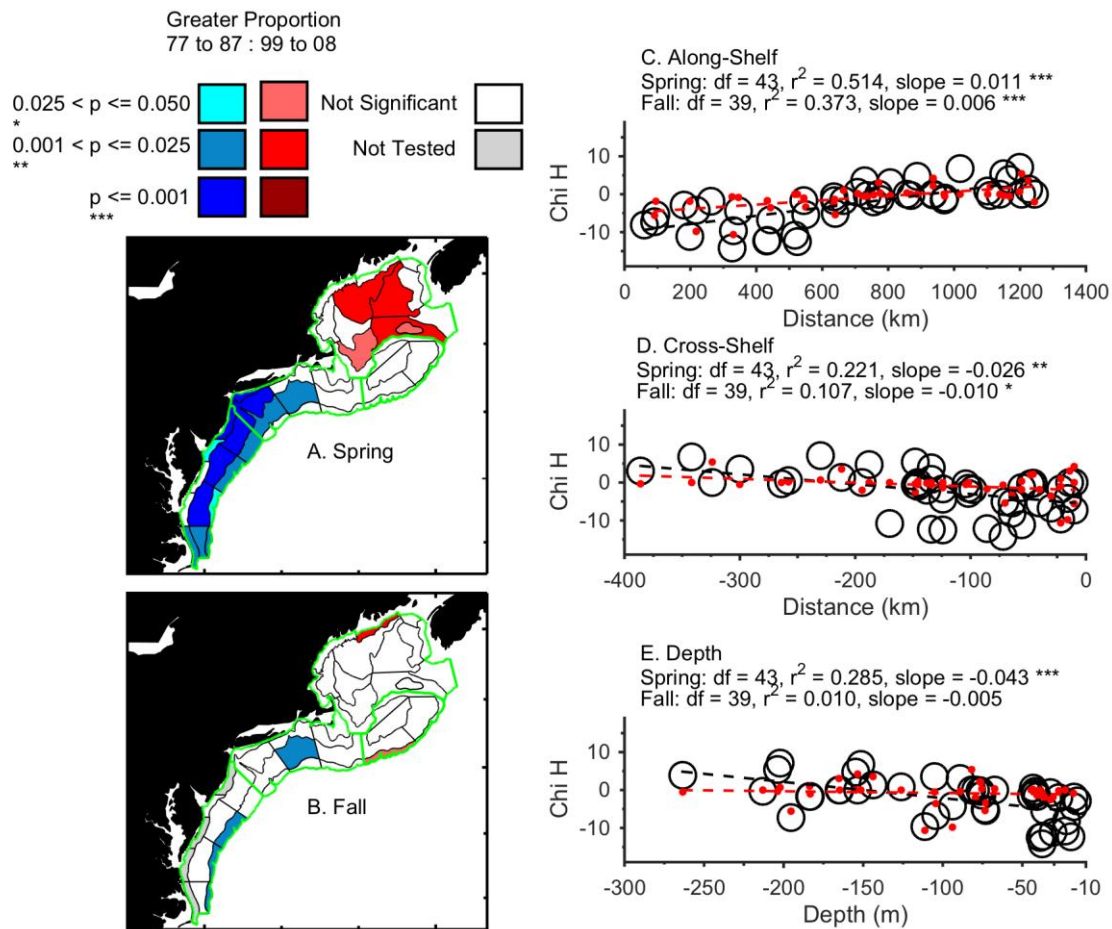 Greater Proportion
77 to 87 : 99 to 08
0.025 < p <= 0.050
*
0.001 < p <= 0.025
**
p <= 0.001
***
Not Significant
Not Tested
A. Spring
B. Fall
C. Along-Shelf
Spring: df = 43, r² = 0.514, slope = 0.011 ***
Fall: df = 39, r² = 0.373, slope = 0.006 ***
Chi H
10
0
-10
0 200 400 600 800 1000 1200 1400
Distance (km)
D. Cross-Shelf
Spring: df = 43, r² = 0.221, slope = -0.026 **
Fall: df = 39, r² = 0.107, slope = -0.010 *
Chi H
10
0
-10
-400 -300 -200 -100 0
Distance (km)
E. Depth
Spring: df = 43, r² = 0.285, slope = -0.043 ***
Fall: df = 39, r² = 0.010, slope = -0.005
Chi H
10
0
-10
-300 -250 -200 -150 -100 -50 -10
Depth (m)